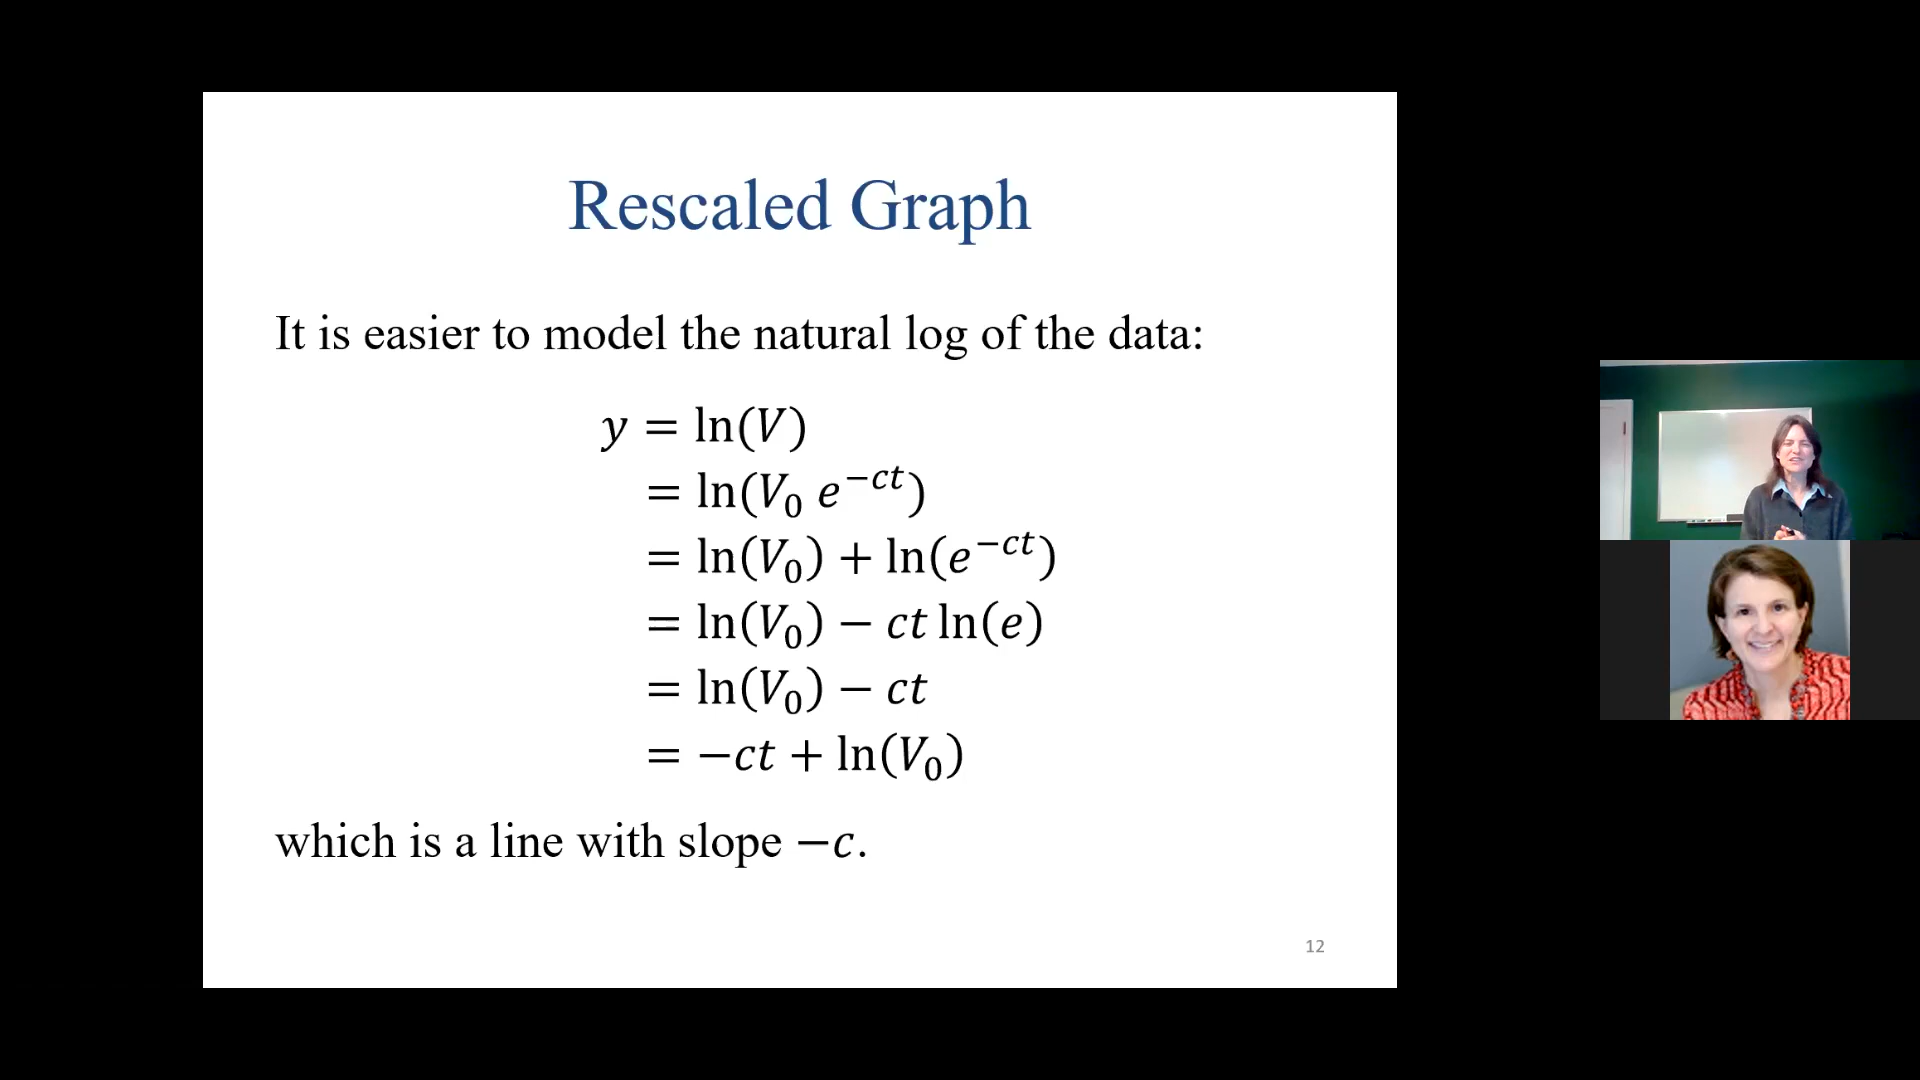 Rescaled Graph
It is easier to model the natural log of the data:
𝑦 = ln(𝑉)
= ln(𝑉₀ 𝑒⁻ᶜᵗ)
= ln(𝑉₀) + ln(𝑒⁻ᶜᵗ)
= ln(𝑉₀) − 𝑐𝑡 ln(𝑒)
= ln(𝑉₀) − 𝑐𝑡
= −𝑐𝑡 + ln(𝑉₀)
which is a line with slope −𝑐.
12